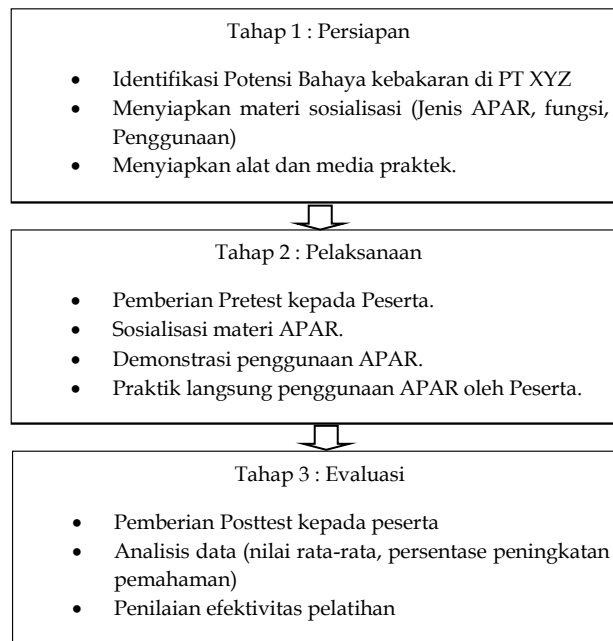 Tahap 1 : Persiapan
• Identifikasi Potensi Bahaya kebakaran di PT XYZ
• Menyiapkan materi sosialisasi (Jenis APAR, fungsi,
Penggunaan)
• Menyiapkan alat dan media praktek.
Tahap 2 : Pelaksanaan
• Pemberian Pretest kepada Peserta.
• Sosialisasi materi APAR.
• Demonstrasi penggunaan APAR.
• Praktik langsung penggunaan APAR oleh Peserta.
Tahap 3 : Evaluasi
• Pemberian Posttest kepada peserta
• Analisis data (nilai rata-rata, persentase peningkatan
pemahaman)
• Penilaian efektivitas pelatihan